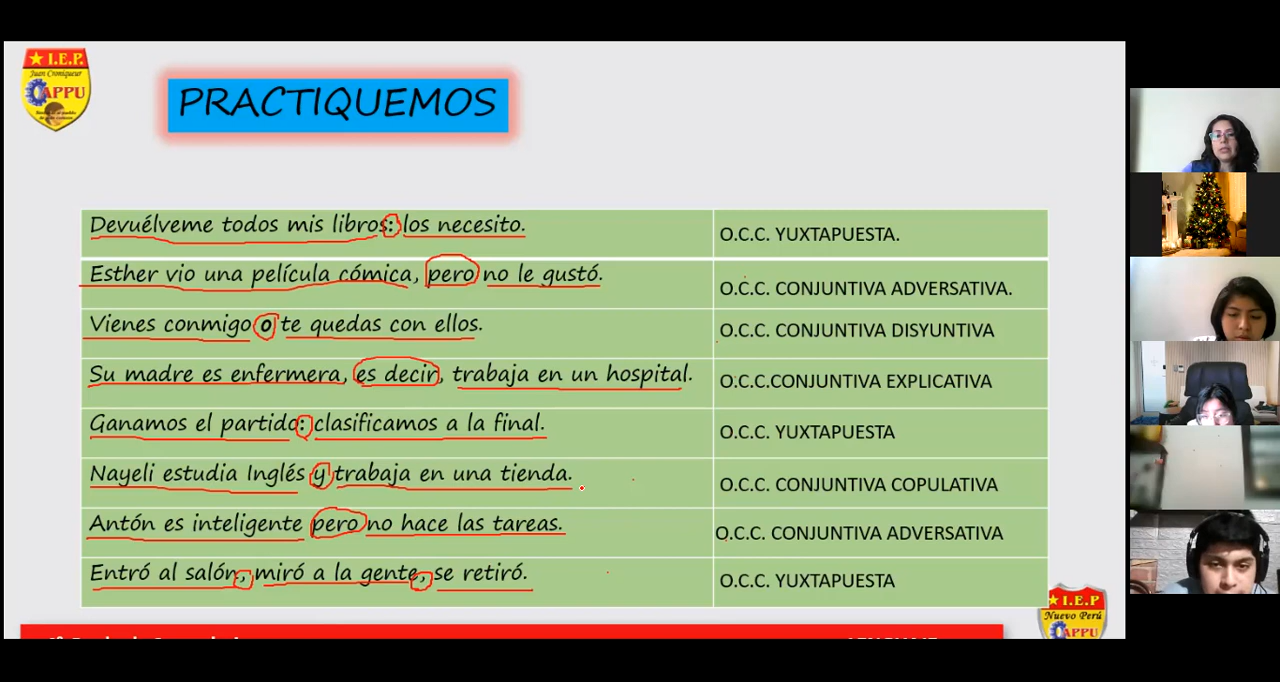 I.E.P.
Juan Croniqueur
APPU
PRACTIQUEMOS
Devuélveme todos mis libros: los necesito.
O.C.C. YUXTAPUESTA.
Esther vio una película cómica, pero no le gustó.
O.C.C. CONJUNTIVA ADVERSATIVA.
Vienes conmigo o te quedas con ellos.
O.C.C. CONJUNTIVA DISYUNTIVA
Su madre es enfermera, es decir, trabaja en un hospital.
O.C.C.CONJUNTIVA EXPLICATIVA
Ganamos el partido: clasificamos a la final.
O.C.C. YUXTAPUESTA
Nayeli estudia Inglés y trabaja en una tienda.
O.C.C. CONJUNTIVA COPULATIVA
Antón es inteligente pero no hace las tareas.
O.C.C. CONJUNTIVA ADVERSATIVA
Entró al salón, miró a la gente, se retiró.
O.C.C. YUXTAPUESTA
I.E.P
Nuevo Perú
APPU